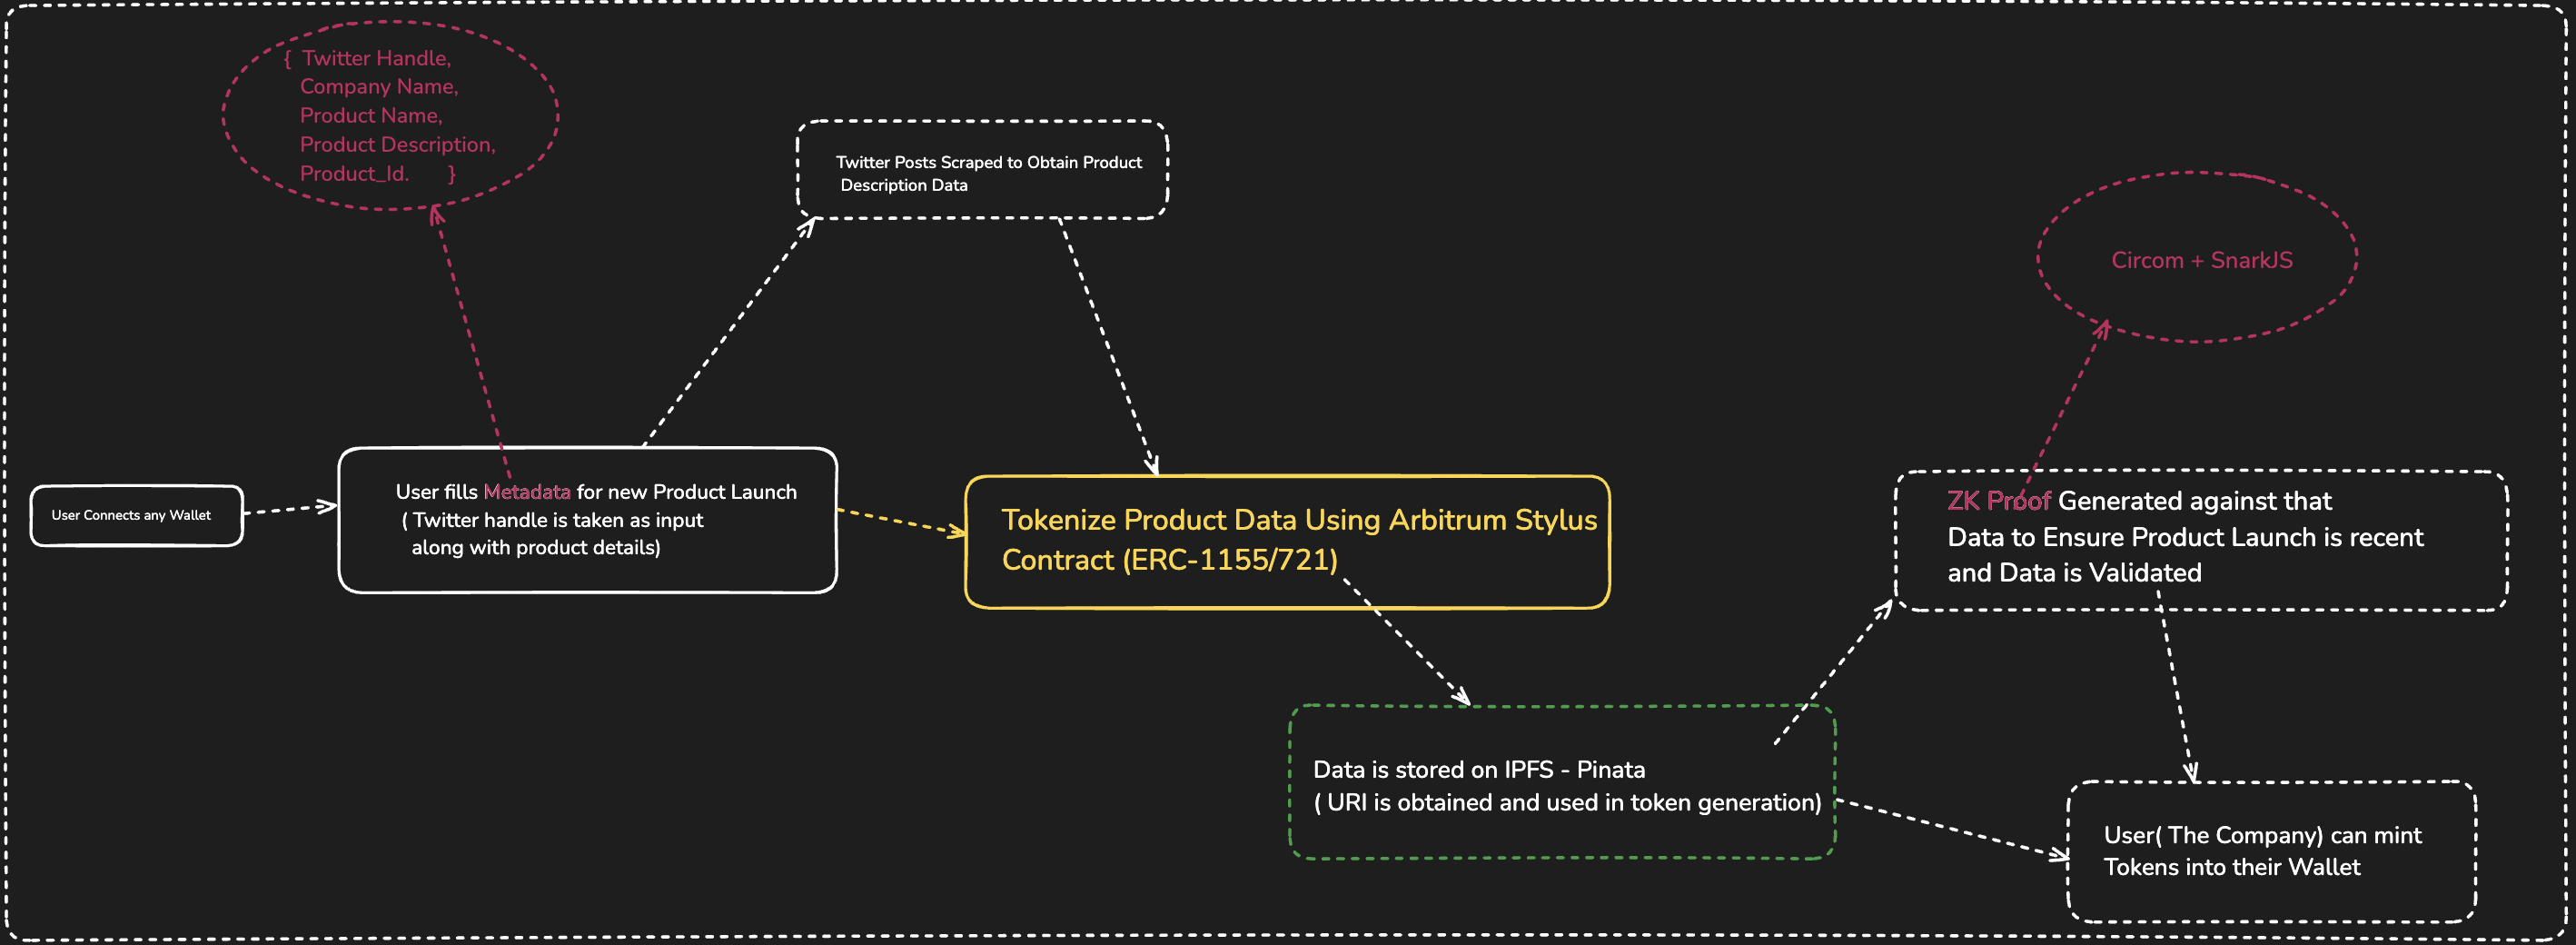 { Twitter Handle,
Company Name,
Product Name,
Product Description,
Product_Id. }
Twitter Posts Scraped to Obtain Product
Description Data
Circom + SnarkJS
User Connects any Wallet
User fills Metadata for new Product Launch
( Twitter handle is taken as input
along with product details)
Tokenize Product Data Using Arbitrum Stylus
Contract (ERC-1155/721)
ZK Proof Generated against that
Data to Ensure Product Launch is recent
and Data is Validated
Data is stored on IPFS - Pinata
( URI is obtained and used in token generation)
User( The Company) can mint
Tokens into their Wallet